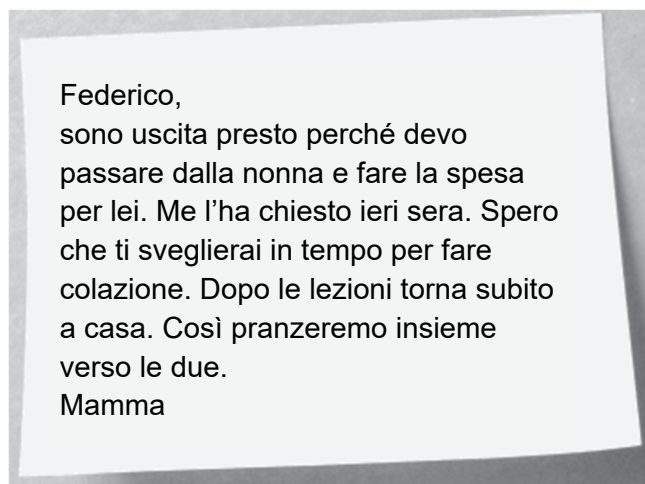 Federico,
sono uscita presto perché devo
passare dalla nonna e fare la spesa
per lei. Me l’ha chiesto ieri sera. Spero
che ti sveglierai in tempo per fare
colazione. Dopo le lezioni torna subito
a casa. Così pranzeremo insieme
verso le due.
Mamma